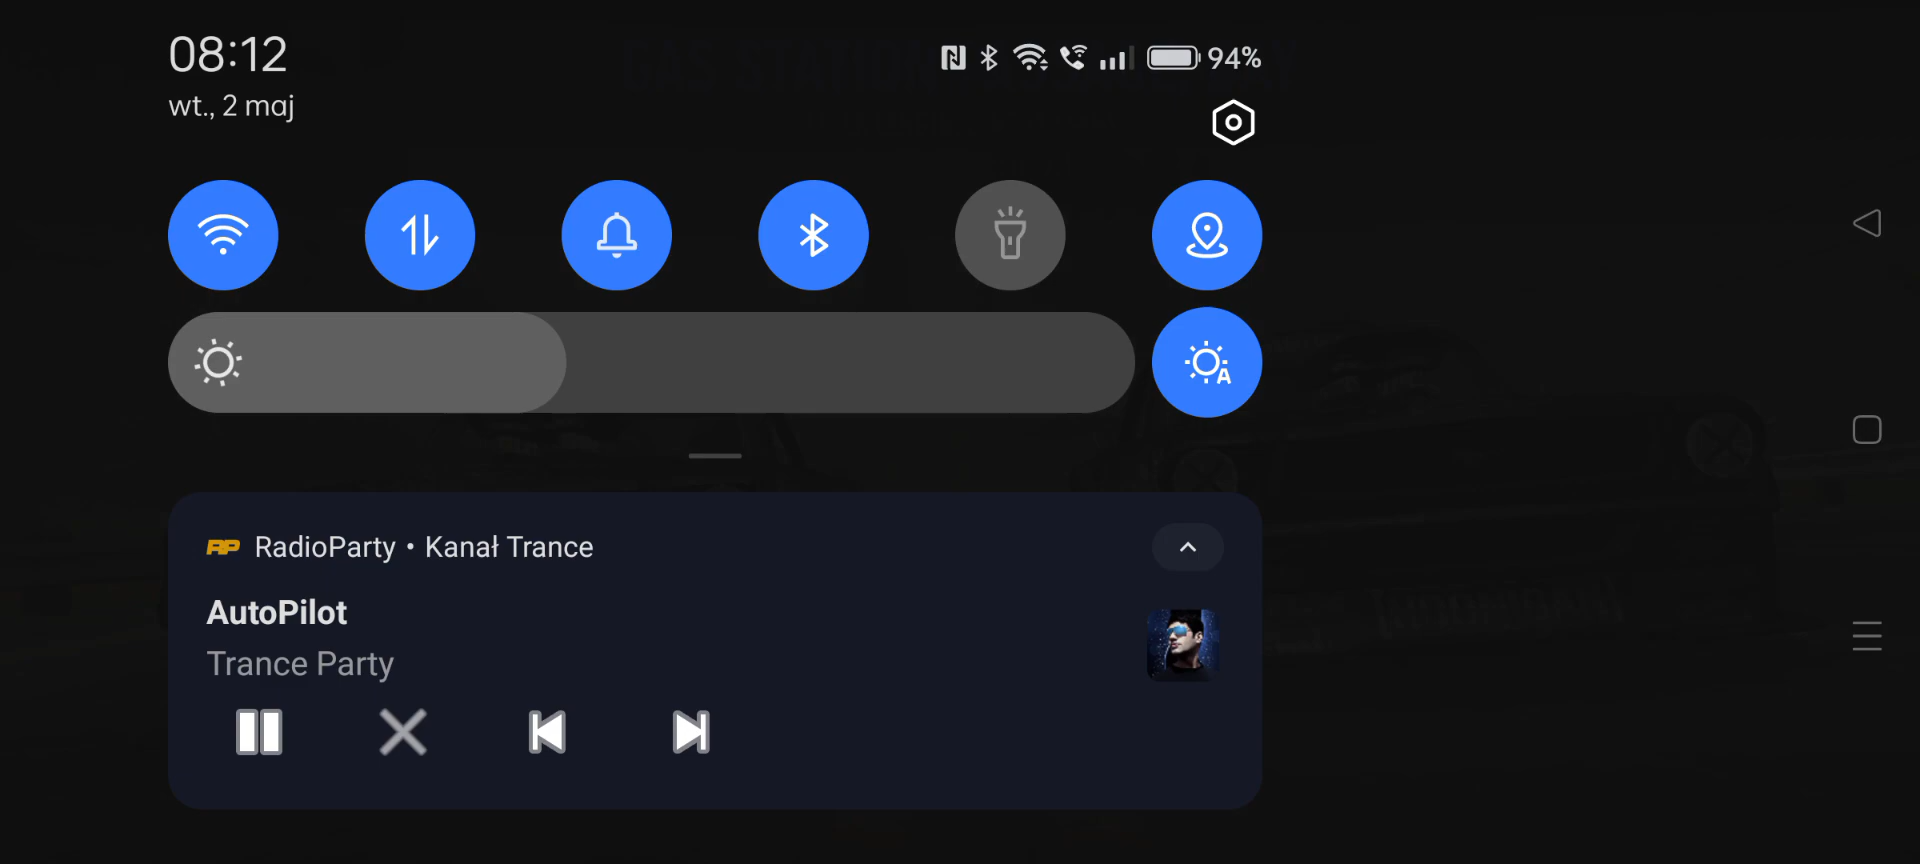 08:12
94%
wt., 2 maj
A
RP RadioParty • Kanał Trance
AutoPilot
Trance Party